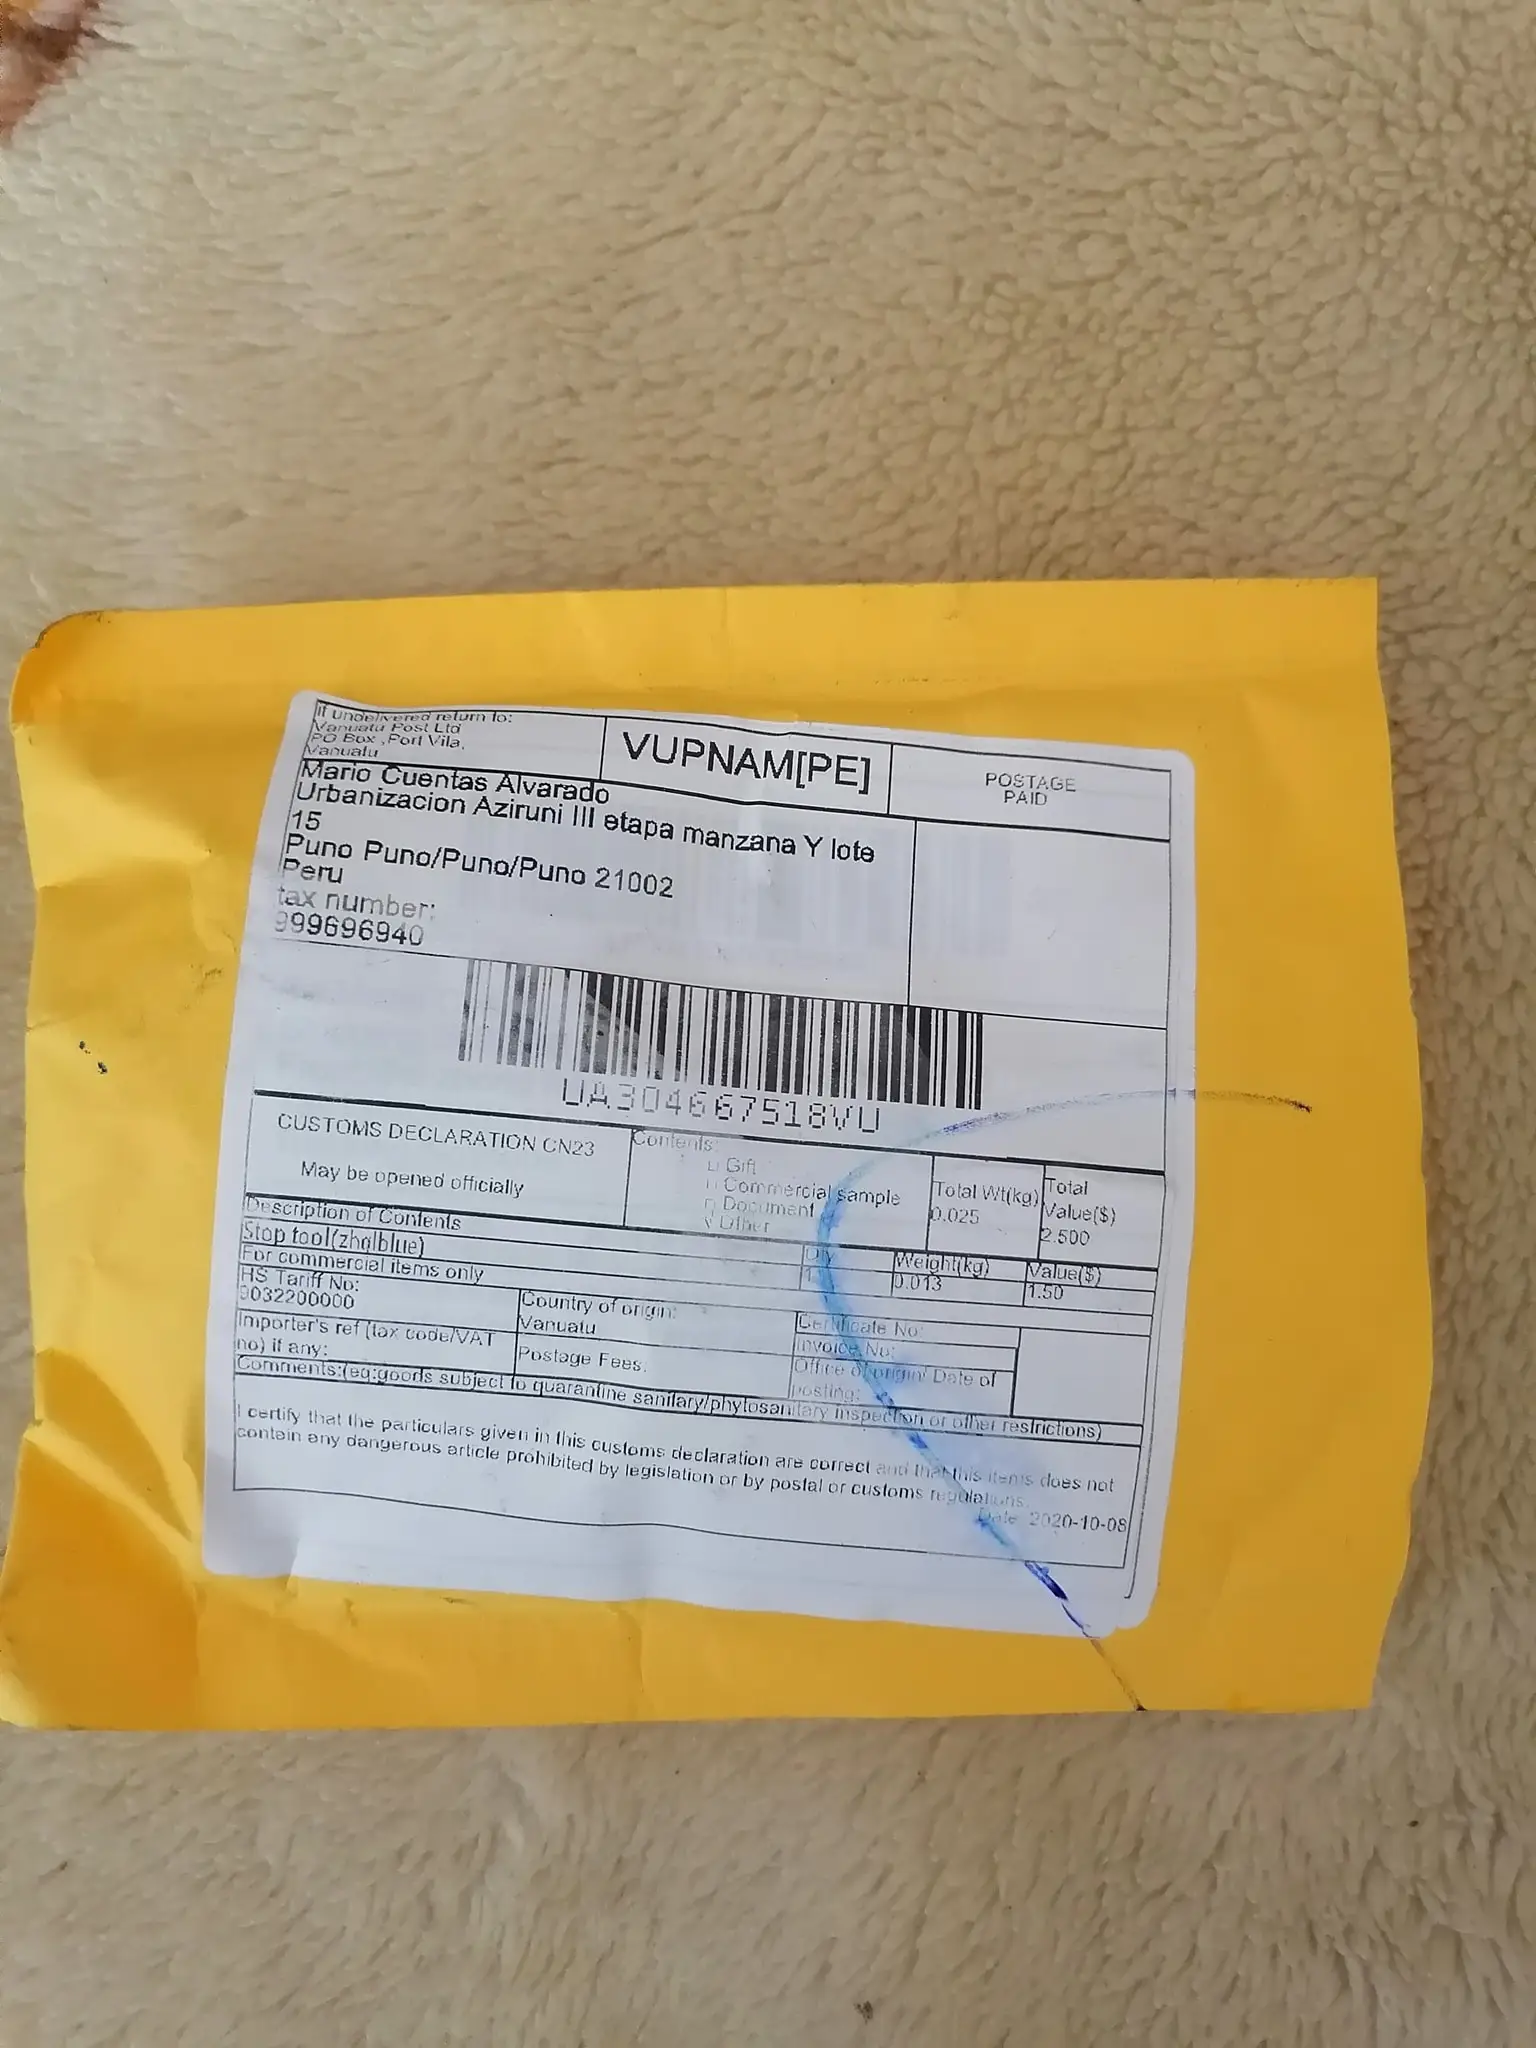 If undelivered return to:
Vanuatu Post Ltd
PO Box ,Port Vila,
Vanuatu
VUPNAM[PE]
POSTAGE
PAID
Mario Cuentas Alvarado
Urbanizacion Aziruni III etapa manzana Y lote
15
Puno Puno/Puno/Puno 21002
Peru
tax number:
999696940
UA304667518VU
CUSTOMS DECLARATION CN23
May be opened officially
Contents:
Gift
Commercial sample
Document
Other
Total Wt(kg)
0.025
Total
Value($)
2.500
Description of Contents
Qty
Weight(kg)
Value($)
Stop tool(zhqlblue)
1
0.013
1.50
For commercial items only
HS Tariff No:
9032200000
Country of origin:
Vanuatu
Certificate No:
Invoice No:
Importer's ref (tax code/VAT
no) if any:
Postage Fees:
Office of origin/ Date of
posting:
Comments:(eq:goods subject to quarantine sanilary/phytosanitary inspection or other restrictions)
I certify that the particulars given in this customs declaration are correct and that this items does not
contain any dangerous article prohibited by legislation or by postal or customs regulations.
Date: 2020-10-08